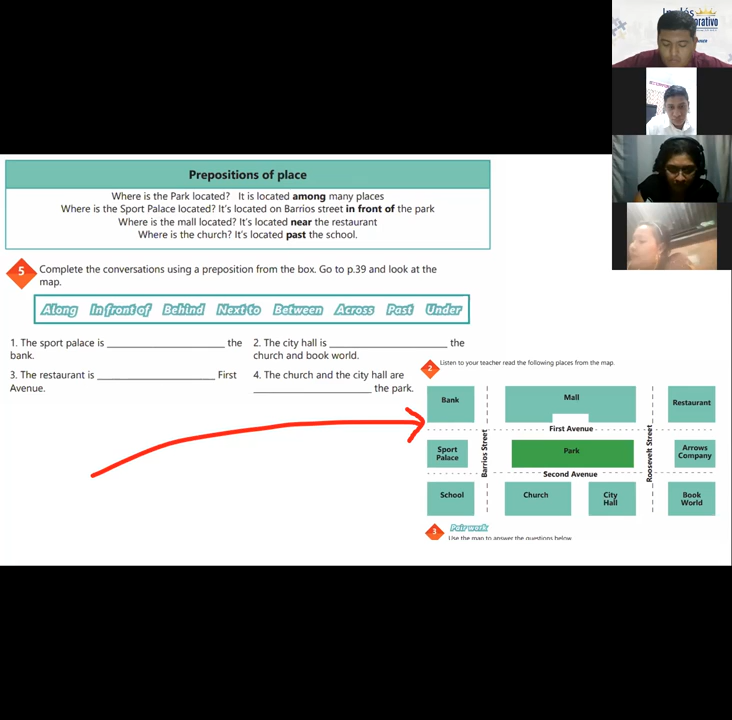 Inglés
orativo
Prepositions of place
Where is the Park located? It is located among many places
Where is the Sport Palace located? It's located on Barrios street in front of the park
Where is the mall located? It's located near the restaurant
Where is the church? It's located past the school.
5 Complete the conversations using a preposition from the box. Go to p.39 and look at the
map.
Along In front of Behind Next to Between Across Past Under
1. The sport palace is ______________________ the
bank.
2. The city hall is ______________________ the
church and book world.
3. The restaurant is ______________________ First
Avenue.
4. The church and the city hall are
______________________ the park.
2 Listen to your teacher read the following places from the map.
Bank
Mall
Restaurant
First Avenue
Sport
Palace
Barrios Street
Park
Roosevelt Street
Arrows
Company
Second Avenue
School
Church
City
Hall
Book
World
3 Pair work
Use the map to answer the questions below